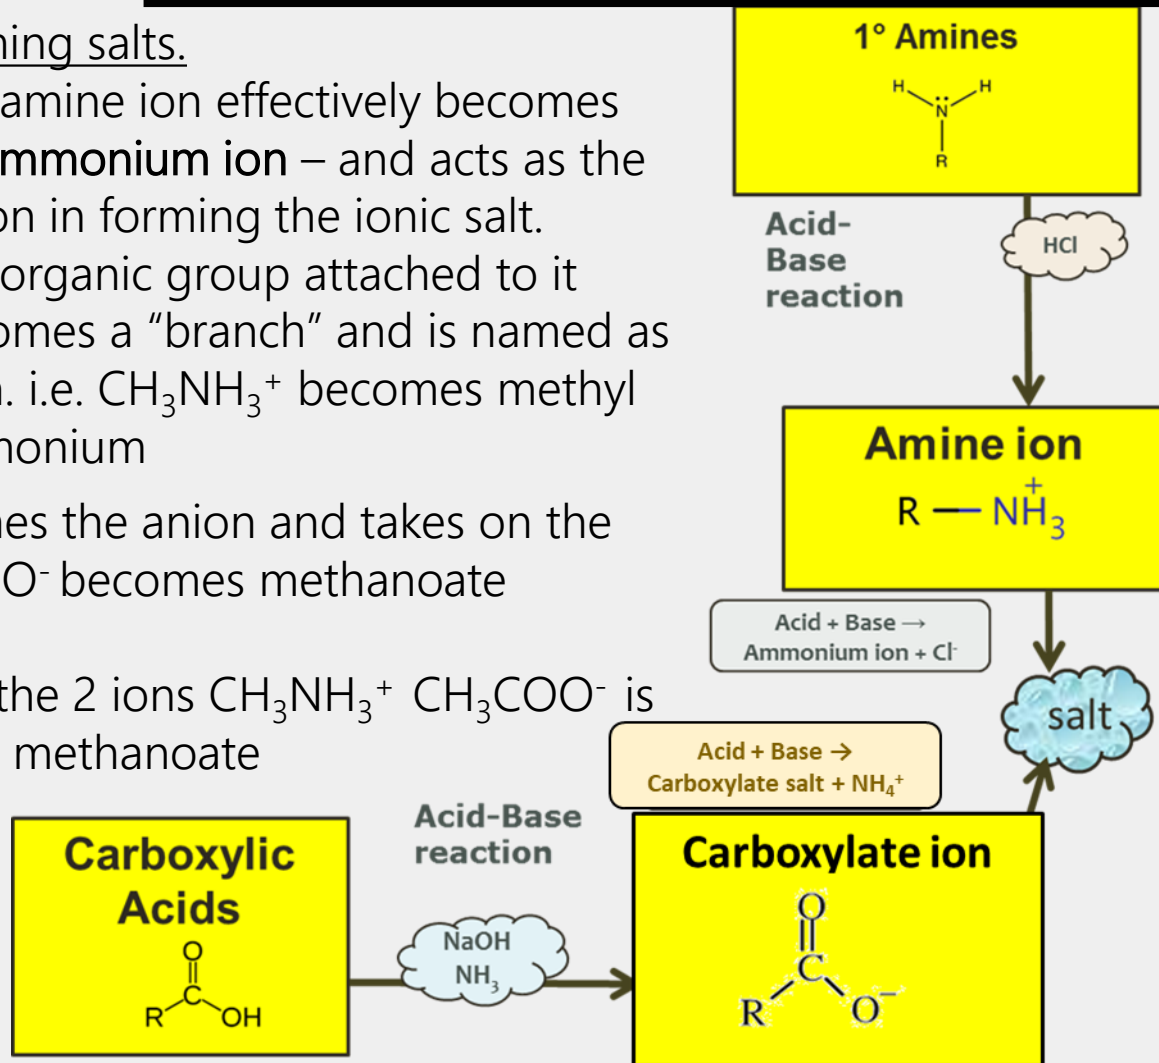 ning salts.
amine ion effectively becomes
mmonium ion – and acts as the
on in forming the ionic salt.
organic group attached to it
omes a “branch” and is named as
. i.e. CH₃NH₃⁺ becomes methyl
monium
nes the anion and takes on the
O⁻ becomes methanoate
the 2 ions CH₃NH₃⁺ CH₃COO⁻ is
methanoate
1° Amines
H H
N
R
Acid-
Base
reaction
HCl
Amine ion
R — NH₃⁺
Acid + Base →
Ammonium ion + Cl⁻
salt
Acid + Base →
Carboxylate salt + NH₄⁺
Acid-Base
reaction
Carboxylic
Acids
O
C
R OH
NaOH
NH₃
Carboxylate ion
O
C
R O⁻